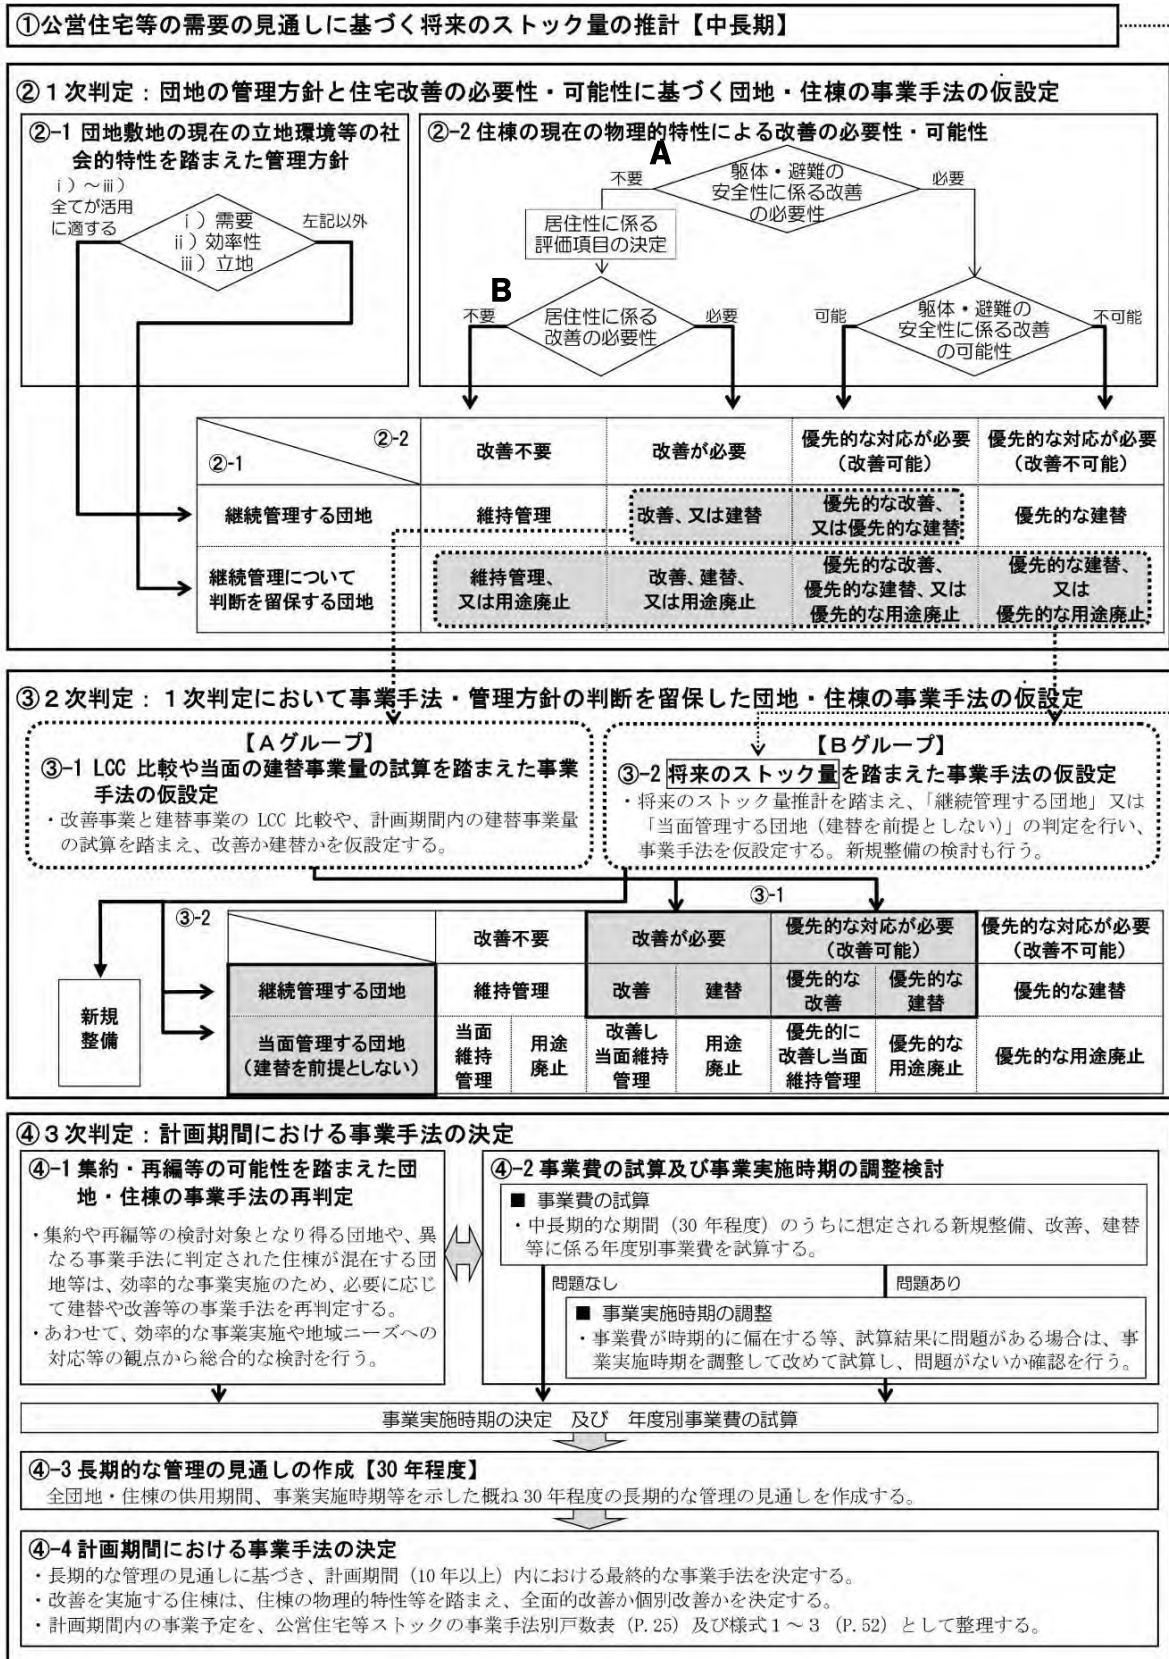 ①公営住宅等の需要の見通しに基づく将来のストック量の推計【中長期】
②１次判定：団地の管理方針と住宅改善の必要性・可能性に基づく団地・住棟の事業手法の仮設定
②-1 団地敷地の現在の立地環境等の社
会的特性を踏まえた管理方針
ⅰ）～ⅲ）
全てが活用
に適する
ⅰ）需要
ⅱ）効率性
ⅲ）立地
左記以外
②-2 住棟の現在の物理的特性による改善の必要性・可能性
A
不要
躯体・避難の
安全性に係る改善
の必要性
必要
居住性に係る
評価項目の決定
B
不要
居住性に係る
改善の必要性
必要
可能
躯体・避難の
安全性に係る改善
の可能性
不可能
②-2
②-1
改善不要
改善が必要
優先的な対応が必要
（改善可能）
優先的な対応が必要
（改善不可能）
継続管理する団地
維持管理
改善、又は建替
優先的な改善、
又は優先的な建替
優先的な建替
継続管理について
判断を留保する団地
維持管理、
又は用途廃止
改善、建替、
又は用途廃止
優先的な改善、
優先的な建替、又は
優先的な用途廃止
優先的な建替、
又は
優先的な用途廃止
③２次判定：１次判定において事業手法・管理方針の判断を留保した団地・住棟の事業手法の仮設定
【Ａグループ】
③-1 LCC 比較や当面の建替事業量の試算を踏まえた事業
手法の仮設定
・改善事業と建替事業の LCC 比較や、計画期間内の建替事業量
の試算を踏まえ、改善か建替かを仮設定する。
【Ｂグループ】
③-2 将来のストック量を踏まえた事業手法の仮設定
・将来のストック量推計を踏まえ、「継続管理する団地」又は
「当面管理する団地（建替を前提としない）」の判定を行い、
事業手法を仮設定する。新規整備の検討も行う。
③-1
③-2
改善不要
改善が必要
優先的な対応が必要
（改善可能）
優先的な対応が必要
（改善不可能）
新規
整備
継続管理する団地
維持管理
改善
建替
優先的な
改善
優先的な
建替
優先的な建替
当面管理する団地
（建替を前提としない）
当面
維持
管理
用途
廃止
改善し
当面維持
管理
用途
廃止
優先的に
改善し当面
維持管理
優先的な
用途廃止
優先的な用途廃止
④３次判定：計画期間における事業手法の決定
④-1 集約・再編等の可能性を踏まえた団
地・住棟の事業手法の再判定
・集約や再編等の検討対象となり得る団地や、異
なる事業手法に判定された住棟が混在する団
地等は、効率的な事業実施のため、必要に応じ
て建替や改善等の事業手法を再判定する。
・あわせて、効率的な事業実施や地域ニーズへの
対応等の観点から総合的な検討を行う。
④-2 事業費の試算及び事業実施時期の調整検討
■ 事業費の試算
・中長期的な期間（30 年程度）のうちに想定される新規整備、改善、建替
等に係る年度別事業費を試算する。
問題なし
問題あり
■ 事業実施時期の調整
・事業費が時期的に偏在する等、試算結果に問題がある場合は、事
業実施時期を調整して改めて試算し、問題がないか確認を行う。
事業実施時期の決定　及び　年度別事業費の試算
④-3 長期的な管理の見通しの作成【30 年程度】
全団地・住棟の供用期間、事業実施時期等を示した概ね 30 年程度の長期的な管理の見通しを作成する。
④-4 計画期間における事業手法の決定
・長期的な管理の見通しに基づき、計画期間（10 年以上）内における最終的な事業手法を決定する。
・改善を実施する住棟は、住棟の物理的特性等を踏まえ、全面的改善か個別改善かを決定する。
・計画期間内の事業予定を、公営住宅等ストックの事業手法別戸数表（P.25）及び様式１～３（P.52）として整理する。